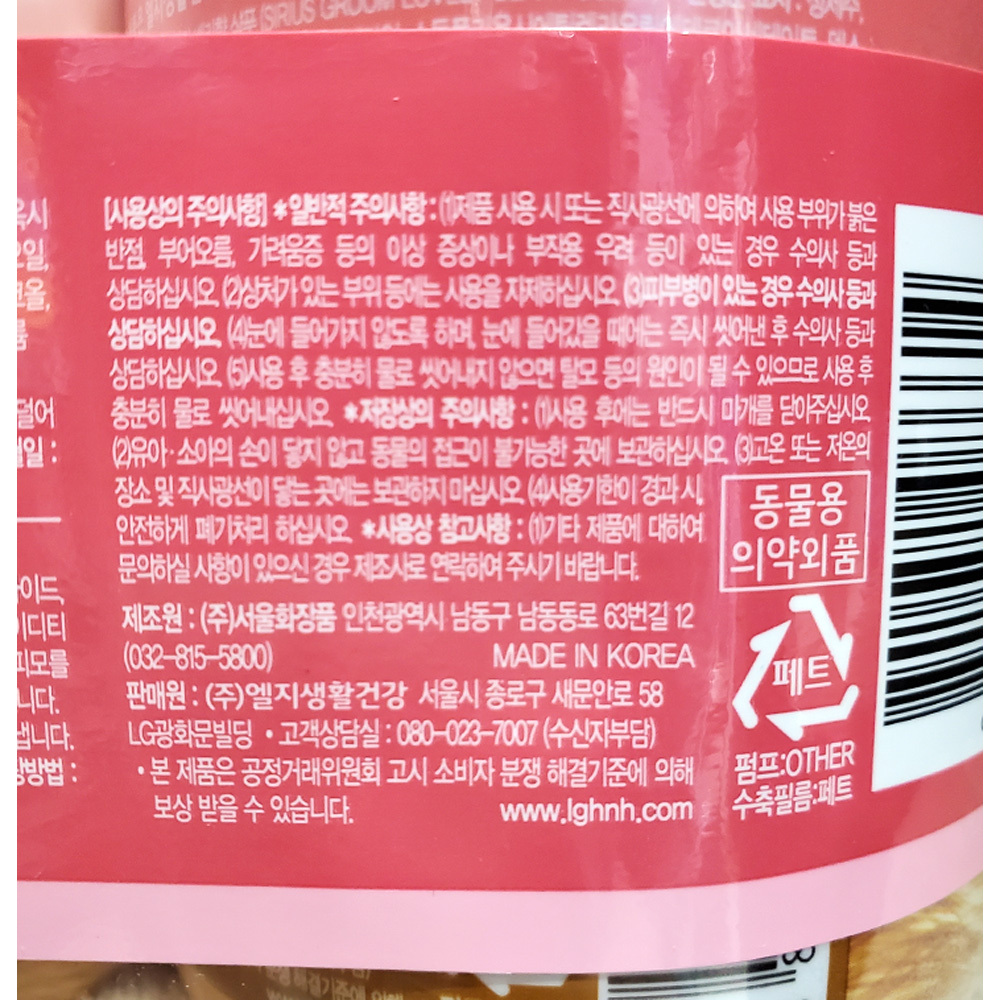 (SIRIUS GROOM LOVE
[사용상의 주의사항] *일반적 주의사항 : (1)제품 사용 시 또는 직사광선에 의하여 사용 부위가 붉은
반점, 부어오름, 가려움증 등의 이상 증상이나 부작용 우려 등이 있는 경우 수의사 등과
상담하십시오. (2)상처가 있는 부위 등에는 사용을 자제하십시오. (3)피부병이 있는 경우 수의사 등과
상담하십시오. (4)눈에 들어가지 않도록 하며, 눈에 들어갔을 때에는 즉시 씻어낸 후 수의사 등과
상담하십시오. (5)사용 후 충분히 물로 씻어내지 않으면 탈모 등의 원인이 될 수 있으므로 사용 후
충분히 물로 씻어내십시오. *저장상의 주의사항 : (1)사용 후에는 반드시 마개를 닫아주십시오.
(2)유아·소아의 손이 닿지 않고 동물의 접근이 불가능한 곳에 보관하십시오. (3)고온 또는 저온의
장소 및 직사광선이 닿는 곳에는 보관하지 마십시오. (4)사용기한이 경과 시,
안전하게 폐기처리 하십시오. *사용상 참고사항 : (1)기타 제품에 대하여
문의하실 사항이 있으신 경우 제조사로 연락하여 주시기 바랍니다.
동물용
의약외품
제조원 : (주)서울화장품 인천광역시 남동구 남동동로 63번길 12
(032-815-5800) MADE IN KOREA
판매원 : (주)엘지생활건강 서울시 종로구 새문안로 58
LG광화문빌딩 • 고객상담실 : 080-023-7007 (수신자부담)
• 본 제품은 공정거래위원회 고시 소비자 분쟁 해결기준에 의해
보상 받을 수 있습니다. www.lghnh.com
페트
펌프:OTHER
수축필름:페트